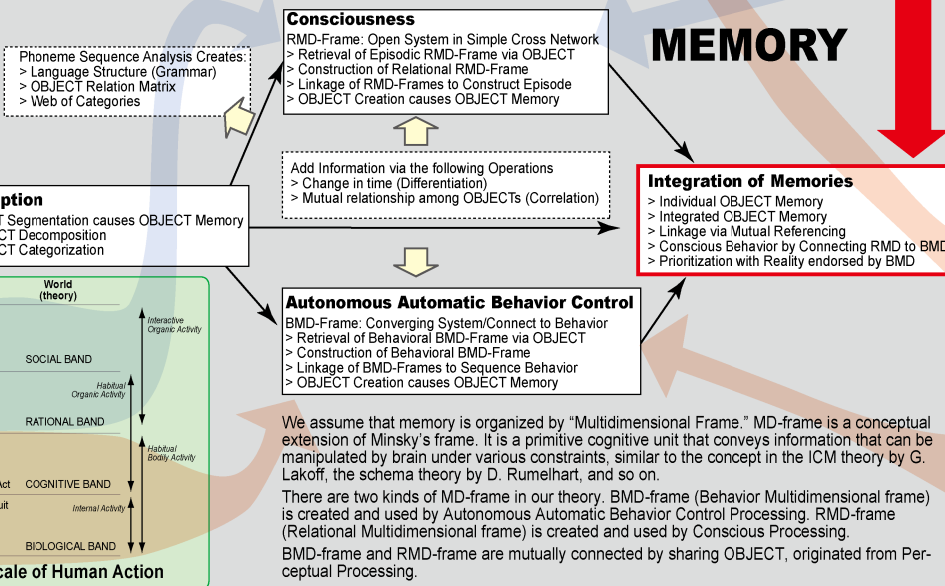 Consciousness
RMD-Frame: Open System in Simple Cross Network
> Retrieval of Episodic RMD-Frame via OBJECT
> Construction of Relational RMD-Frame
> Linkage of RMD-Frames to Construct Episode
> OBJECT Creation causes OBJECT Memory
MEMORY
Phoneme Sequence Analysis Creates:
> Language Structure (Grammar)
> OBJECT Relation Matrix
> Web of Categories
Add Information via the following Operations
> Change in time (Differentiation)
> Mutual relationship among OBJECTs (Correlation)
ption
T Segmentation causes OBJECT Memory
CT Decomposition
CT Categorization
Integration of Memories
> Individual OBJECT Memory
> Integrated OBJECT Memory
> Linkage via Mutual Referencing
> Conscious Behavior by Connecting RMD to BMD
> Prioritization with Reality endorsed by BMD
Autonomous Automatic Behavior Control
BMD-Frame: Converging System/Connect to Behavior
> Retrieval of Behavioral BMD-Frame via OBJECT
> Construction of Behavioral BMD-Frame
> Linkage of BMD-Frames to Sequence Behavior
> OBJECT Creation causes OBJECT Memory
World
(theory)
Interactive
Organic Activity
SOCIAL BAND
Habitual
Organic Activity
RATIONAL BAND
Habitual
Bodily Activity
Act COGNITIVE BAND
uit
Internal Activity
BIOLOGICAL BAND
cale of Human Action
We assume that memory is organized by “Multidimensional Frame.” MD-frame is a conceptual
extension of Minsky’s frame. It is a primitive cognitive unit that conveys information that can be
manipulated by brain under various constraints, similar to the concept in the ICM theory by G.
Lakoff, the schema theory by D. Rumelhart, and so on.
There are two kinds of MD-frame in our theory. BMD-frame (Behavior Multidimensional frame)
is created and used by Autonomous Automatic Behavior Control Processing. RMD-frame
(Relational Multidimensional frame) is created and used by Conscious Processing.
BMD-frame and RMD-frame are mutually connected by sharing OBJECT, originated from Per-
ceptual Processing.